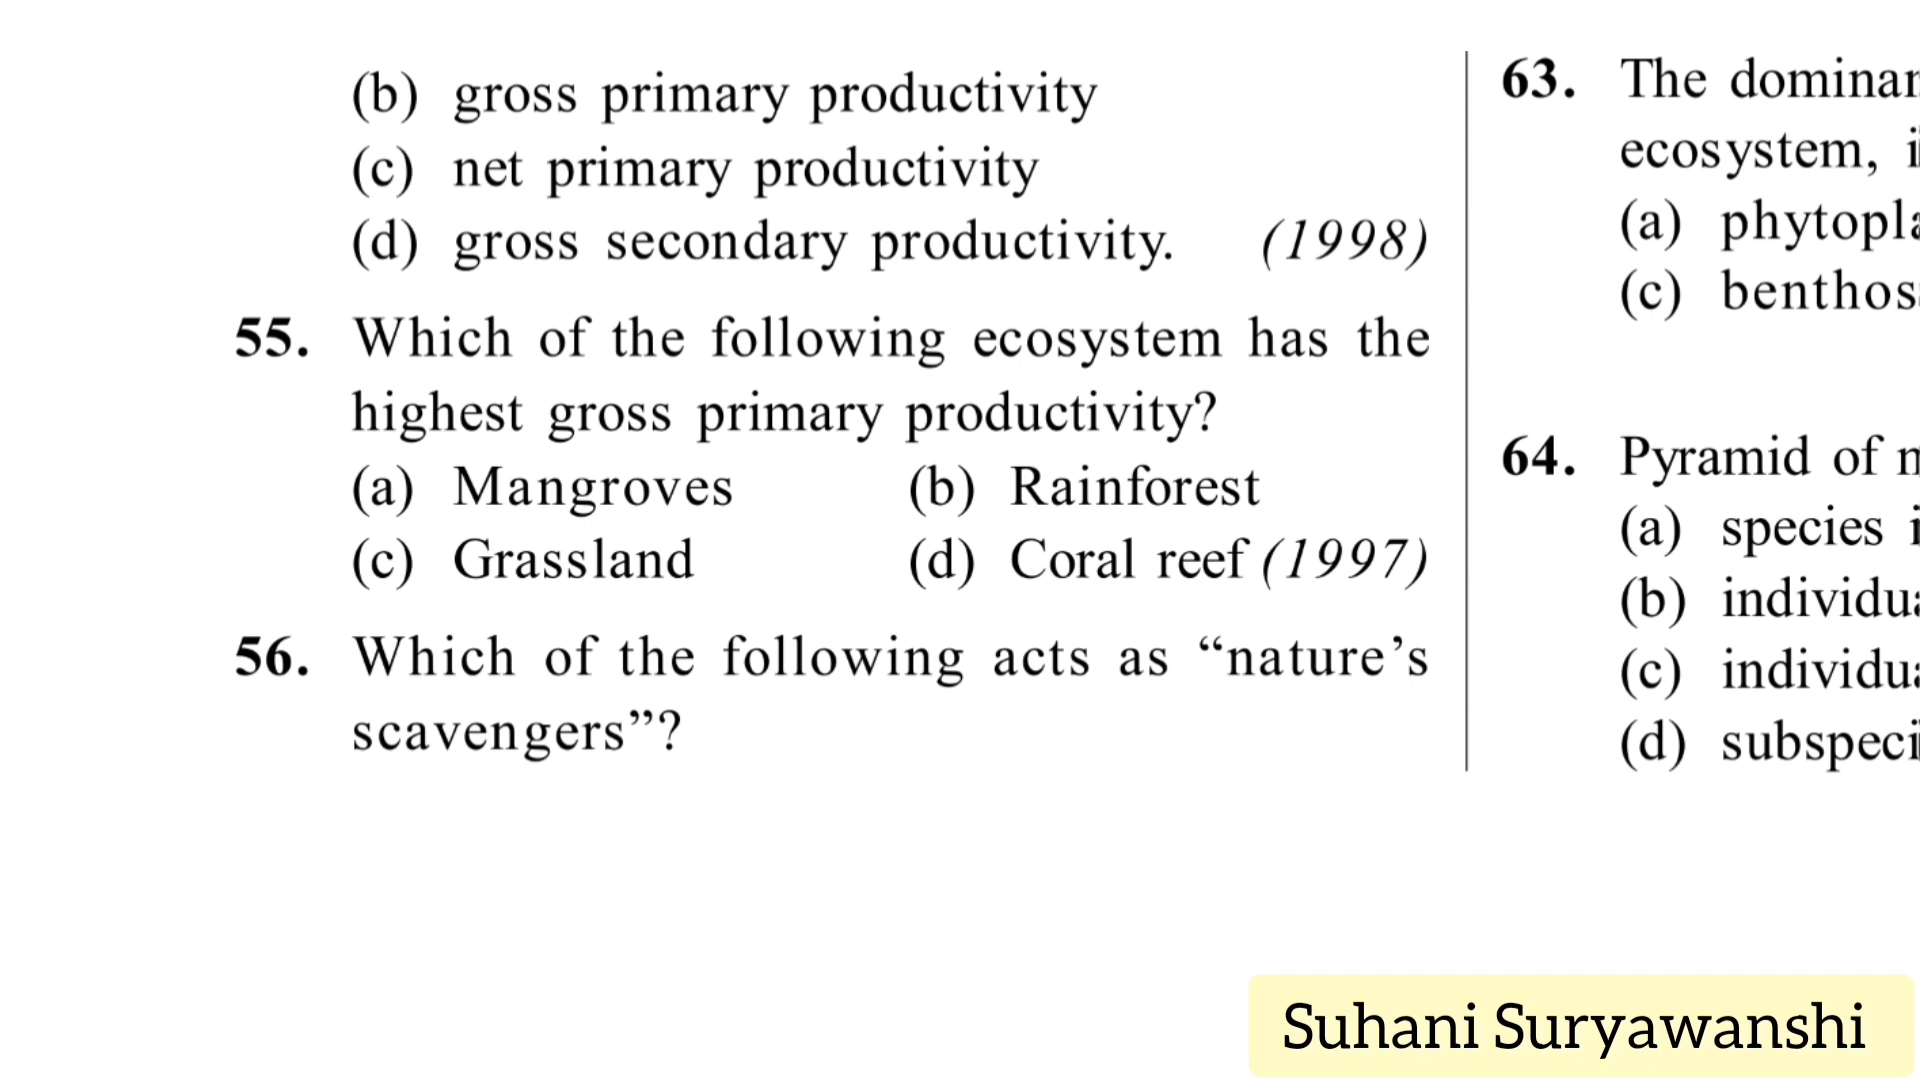 (b) gross primary productivity
(c) net primary productivity
(d) gross secondary productivity. (1998)
55. Which of the following ecosystem has the
highest gross primary productivity?
(a) Mangroves (b) Rainforest
(c) Grassland (d) Coral reef (1997)
56. Which of the following acts as “nature’s
scavengers”?
63. The
ecosystem,
(a)
(c) benthos
64. Pyramid of
(a) species
(b)
(c)
(d)
Suhani Suryawanshi